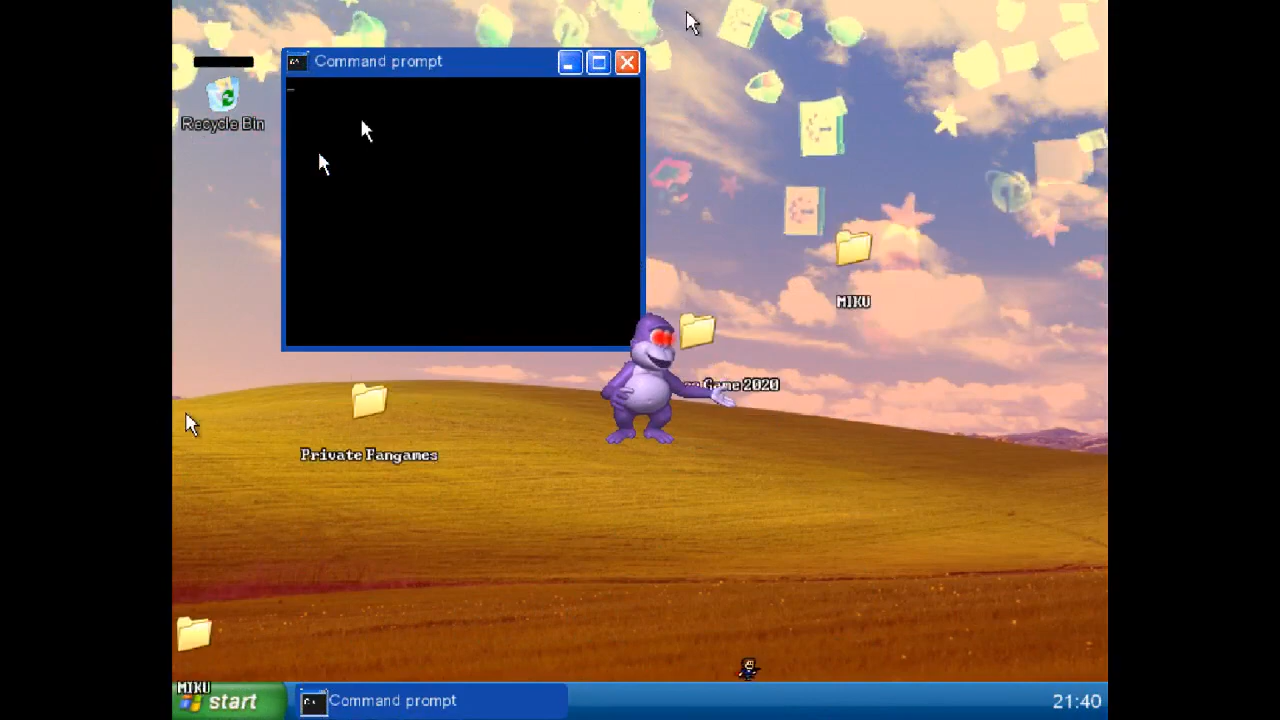 Command prompt
Recycle Bin
MIKU
Game 2020
Private Fangames
MIKU
start
Command prompt
21:40